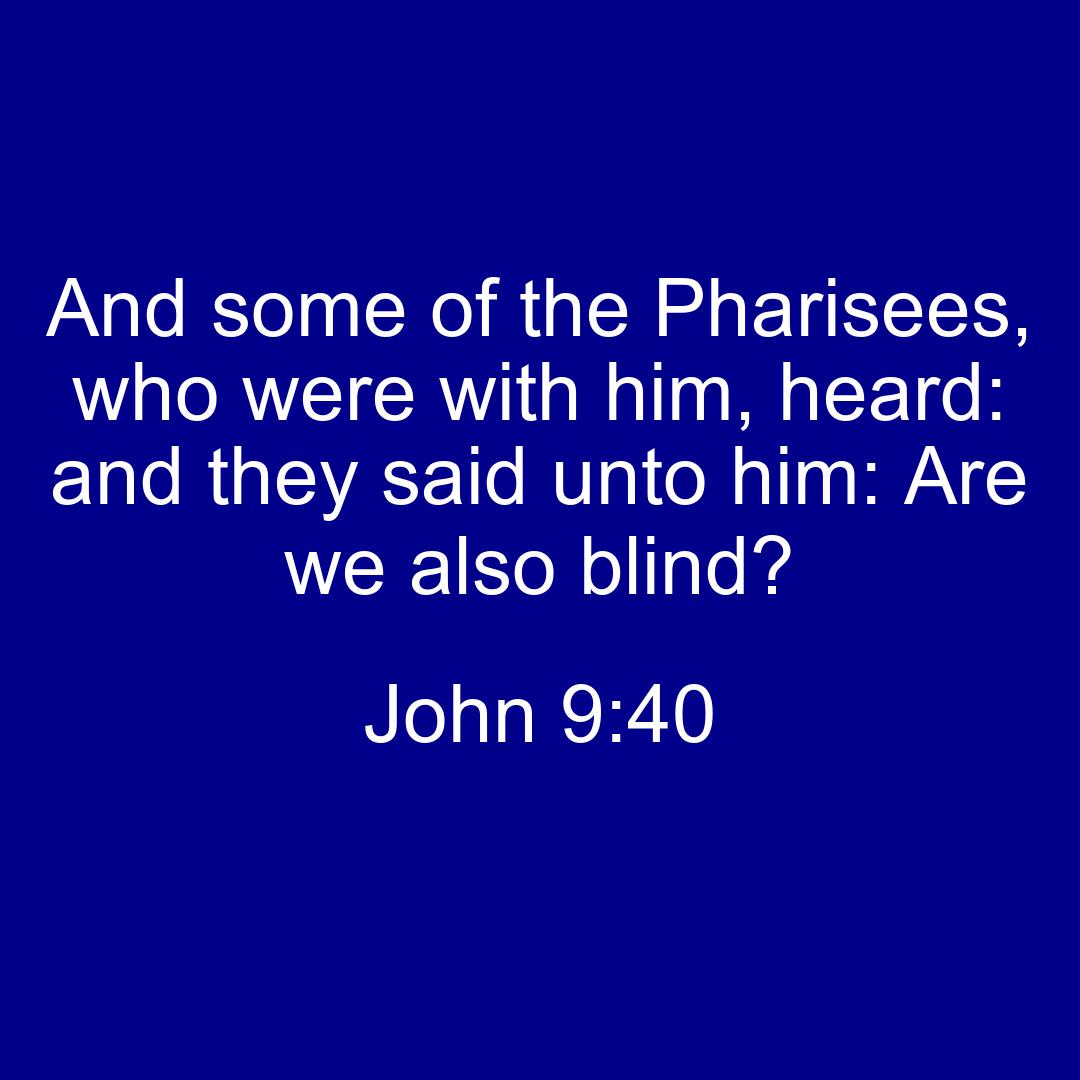 And some of the Pharisees,
who were with him, heard:
and they said unto him: Are
we also blind?
John 9:40